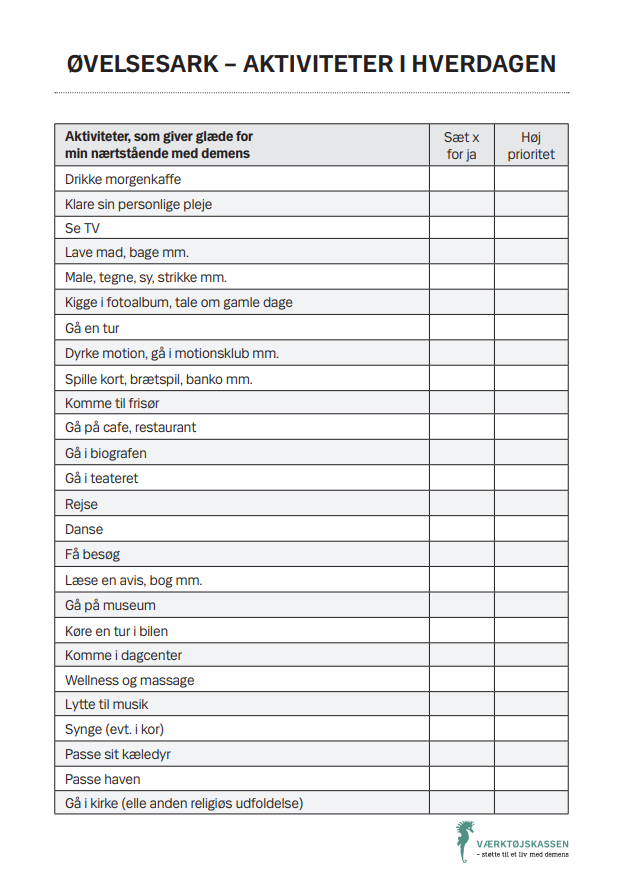 ØVELSESARK – AKTIVITETER I HVERDAGEN
Aktiviteter, som giver glæde for
min nærtstående med demens
Sæt x
for ja
Høj
prioritet
Drikke morgenkaffe
Klare sin personlige pleje
Se TV
Lave mad, bage mm.
Male, tegne, sy, strikke mm.
Kigge i fotoalbum, tale om gamle dage
Gå en tur
Dyrke motion, gå i motionsklub mm.
Spille kort, brætspil, banko mm.
Komme til frisør
Gå på cafe, restaurant
Gå i biografen
Gå i teateret
Rejse
Danse
Få besøg
Læse en avis, bog mm.
Gå på museum
Køre en tur i bilen
Komme i dagcenter
Wellness og massage
Lytte til musik
Synge (evt. i kor)
Passe sit kæledyr
Passe haven
Gå i kirke (elle anden religiøs udfoldelse)
VÆRKTØJSKASSEN
– støtte til et liv med demens